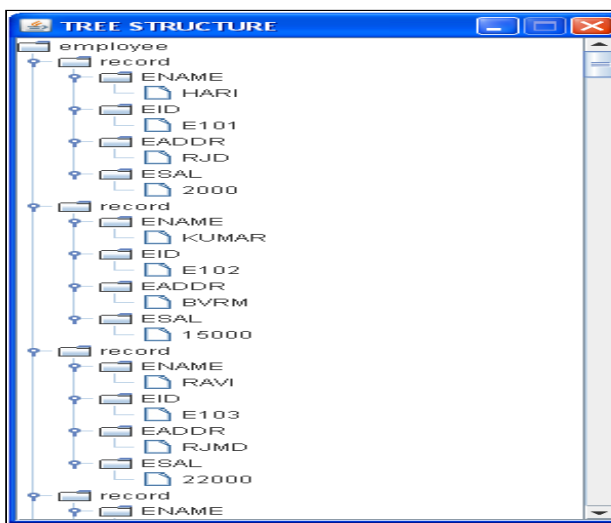 TREE STRUCTURE
employee
record
ENAME
HARI
EID
E101
EADDR
RJD
ESAL
2000
record
ENAME
KUMAR
EID
E102
EADDR
BVRM
ESAL
15000
record
ENAME
RAVI
EID
E103
EADDR
RJMD
ESAL
22000
record
ENAME